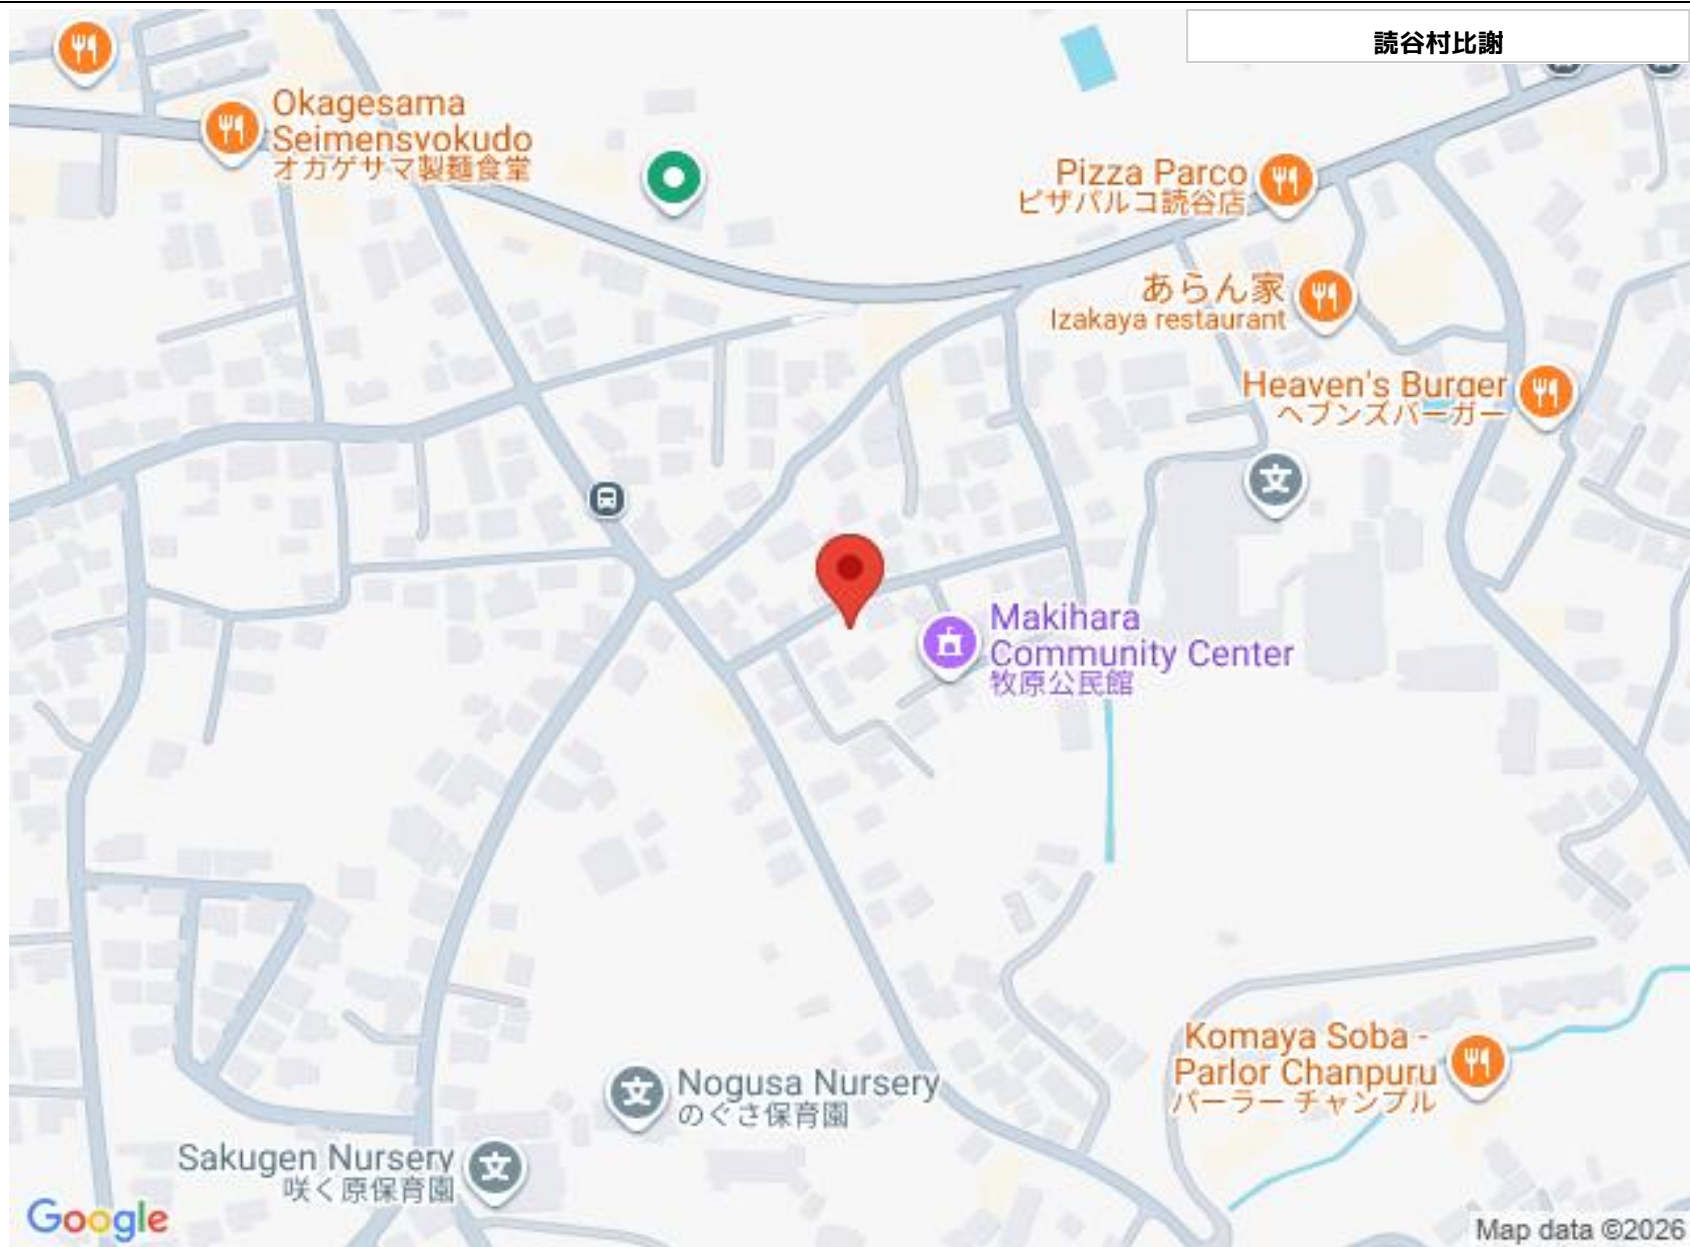 読谷村比謝
Okagesama
Seimensyokudo
オカゲサマ製麺食堂
Pizza Parco
ピザパルコ読谷店
あらん家
Izakaya restaurant
Heaven's Burger
ヘブンズバーガー
文
Makihara
Community Center
牧原公民館
Komaya Soba -
Parlor Chanpuru
パーラー チャンプル
文
Nogusa Nursery
のぐさ保育園
Sakugen Nursery
咲く原保育園
文
Google
Map data ©2026